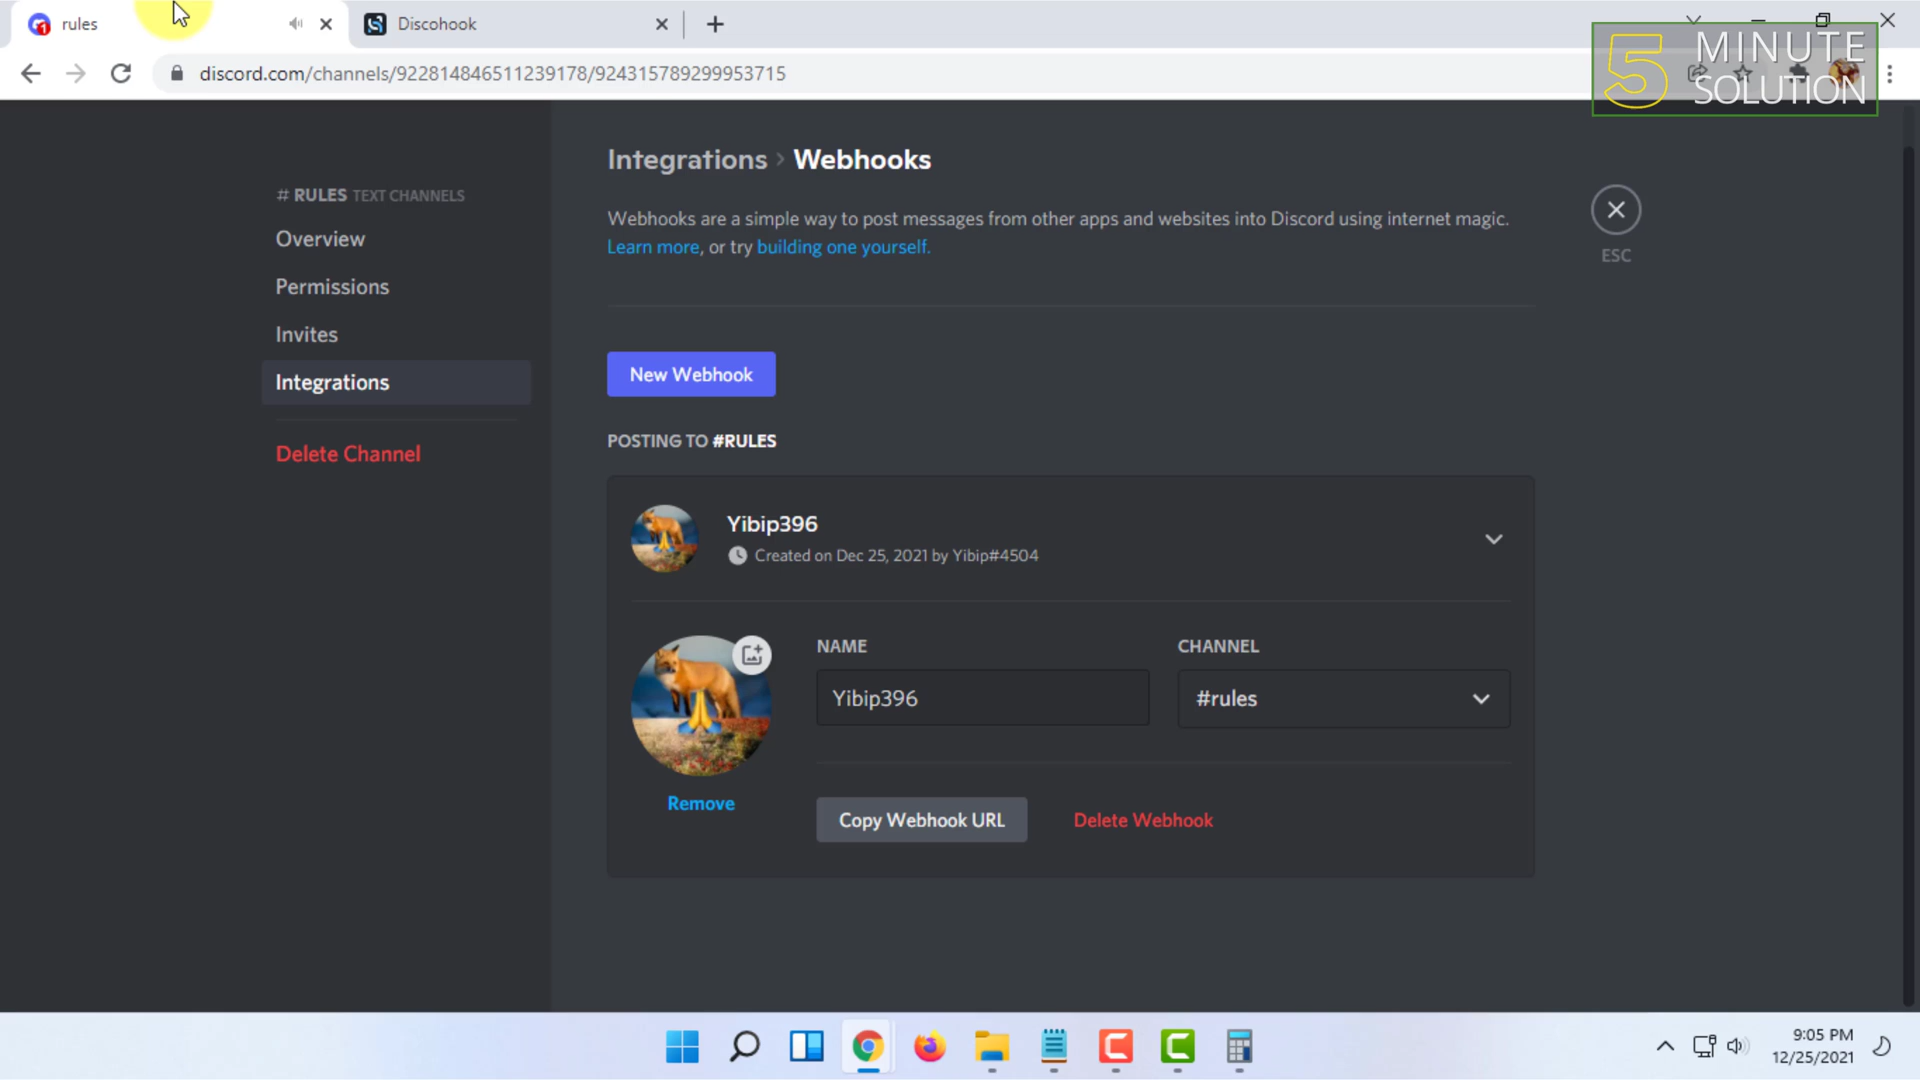 rules
Discohook
discord.com/channels/922814846511239178/924315789299953715
5 MINUTE
SOLUTION
Integrations > Webhooks
# RULES TEXT CHANNELS
Overview
Permissions
Invites
Integrations
Delete Channel
Webhooks are a simple way to post messages from other apps and websites into Discord using internet magic.
Learn more, or try building one yourself.
ESC
New Webhook
POSTING TO #RULES
Yibip396
Created on Dec 25, 2021 by Yibip#4504
NAME
CHANNEL
Yibip396
#rules
Remove
Copy Webhook URL
Delete Webhook
9:05 PM
12/25/2021